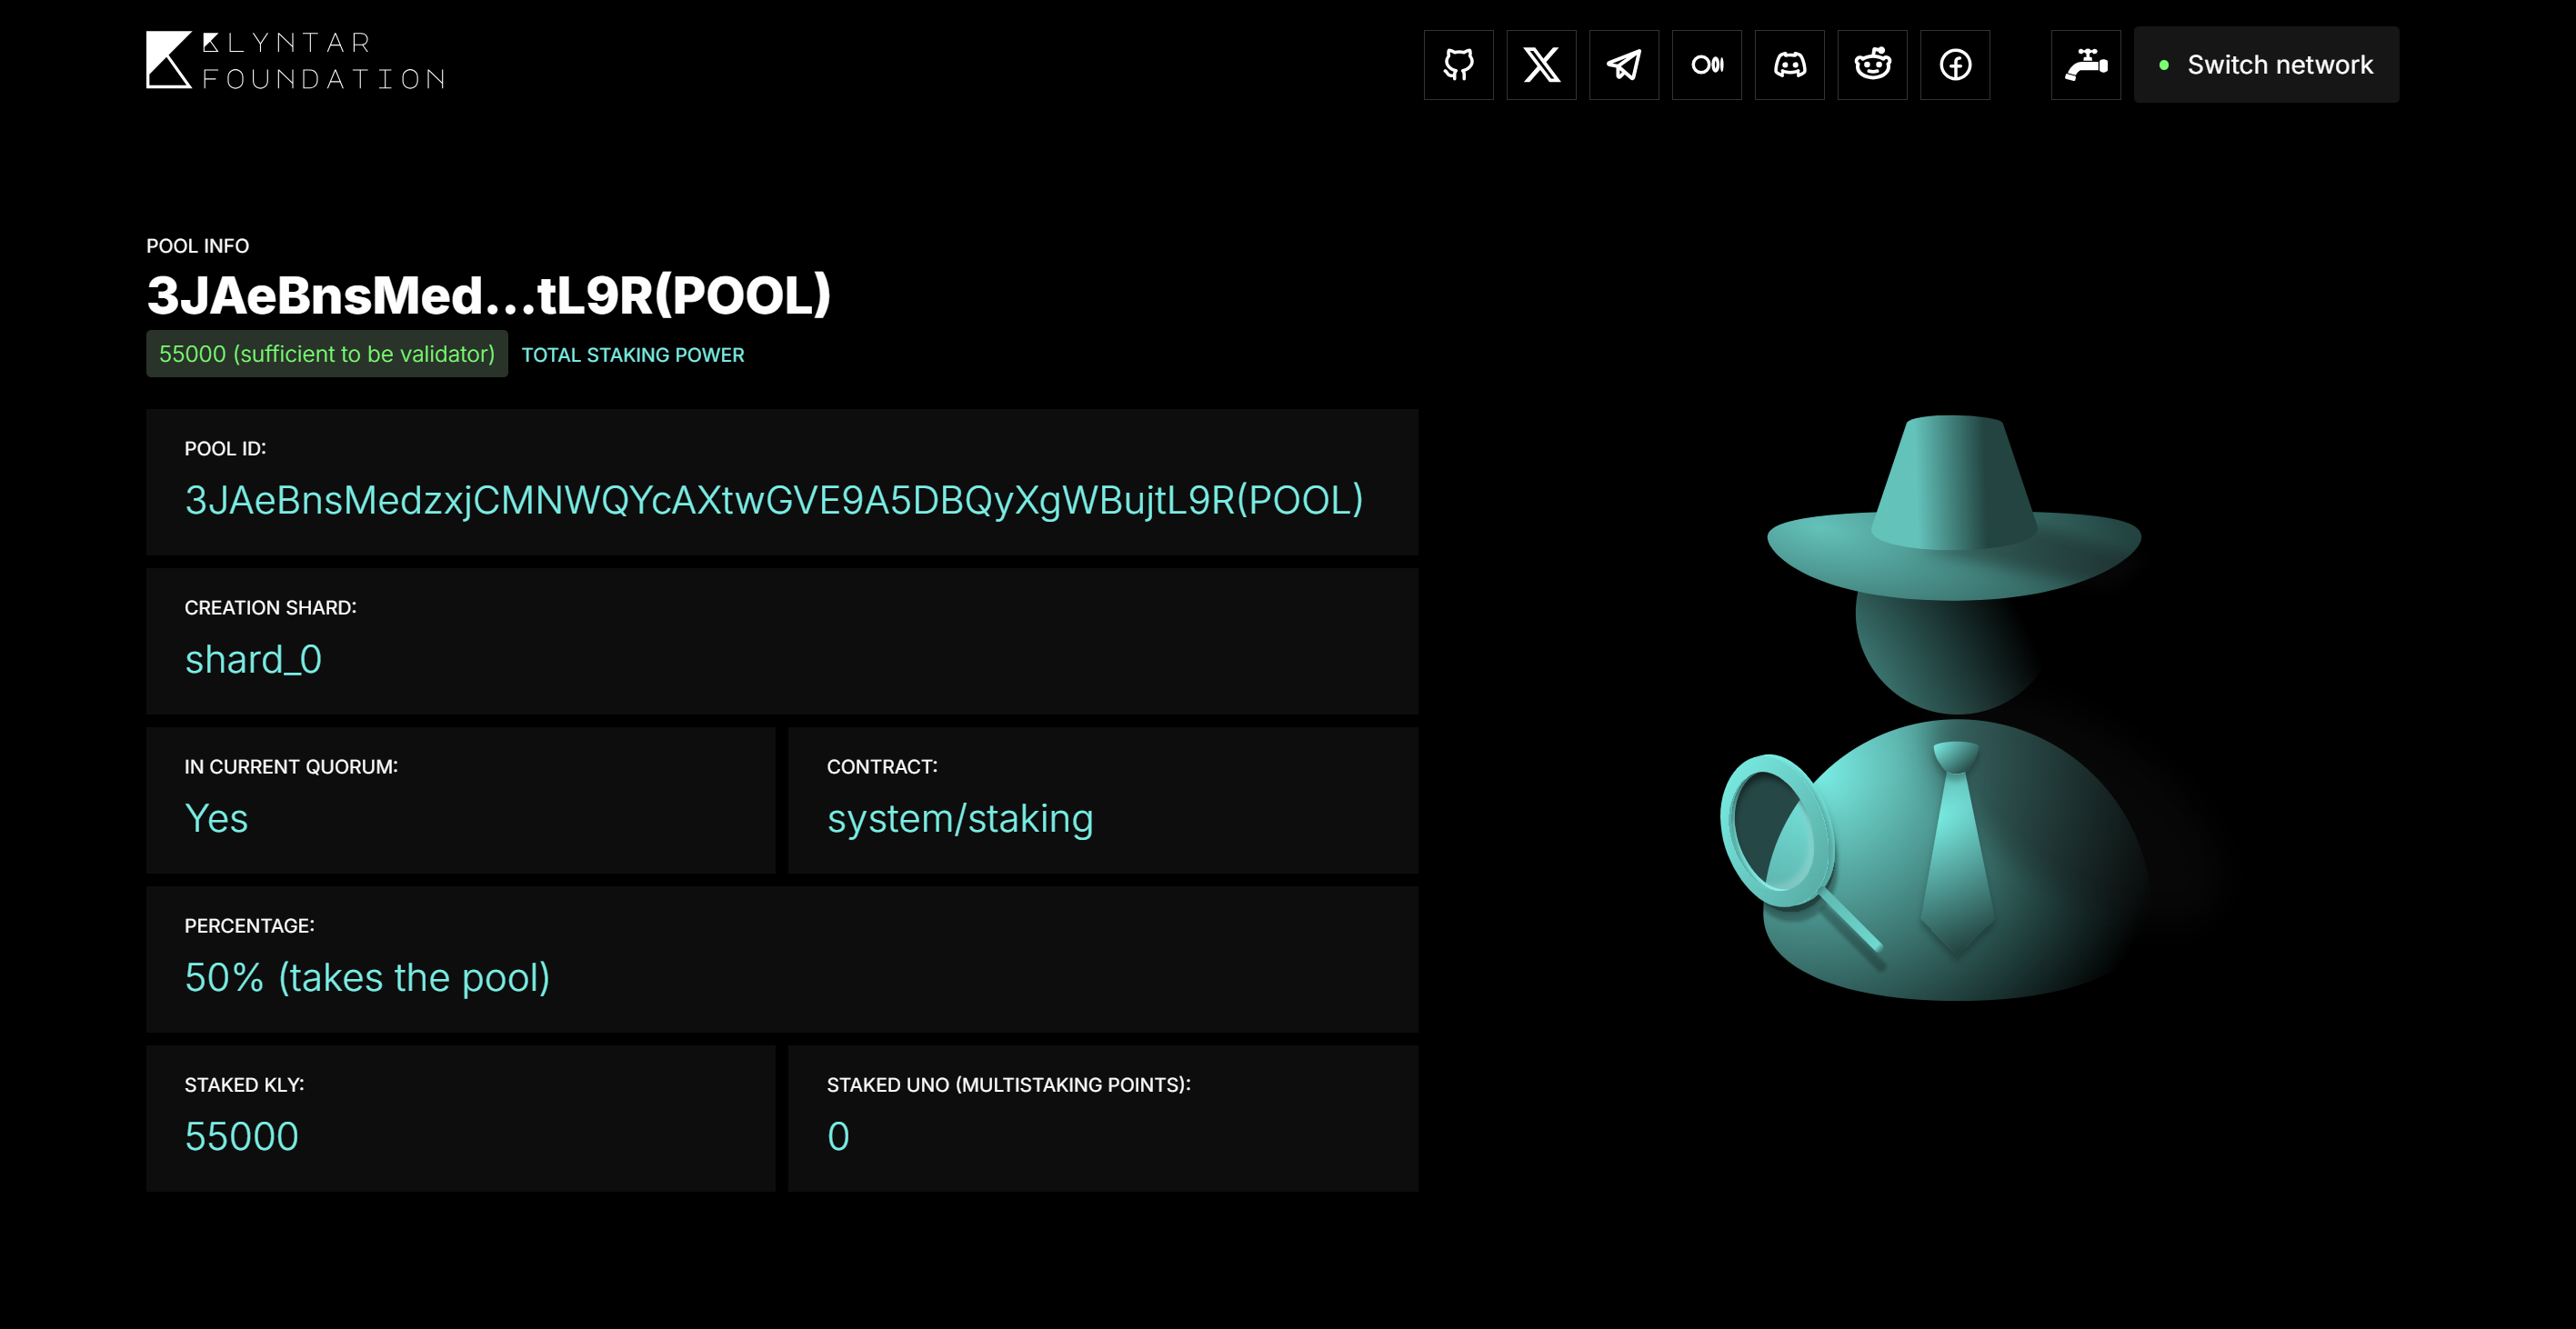 KLYNTAR
FOUNDATION
Switch network
POOL INFO
3JAeBnsMed...tL9R(POOL)
55000 (sufficient to be validator)
TOTAL STAKING POWER
POOL ID:
3JAeBnsMedzxjCMNWQYcAXtwGVE9A5DBQyXgWBujtL9R(POOL)
CREATION SHARD:
shard_0
IN CURRENT QUORUM:
Yes
CONTRACT:
system/staking
PERCENTAGE:
50% (takes the pool)
STAKED KLY:
55000
STAKED UNO (MULTISTAKING POINTS):
0